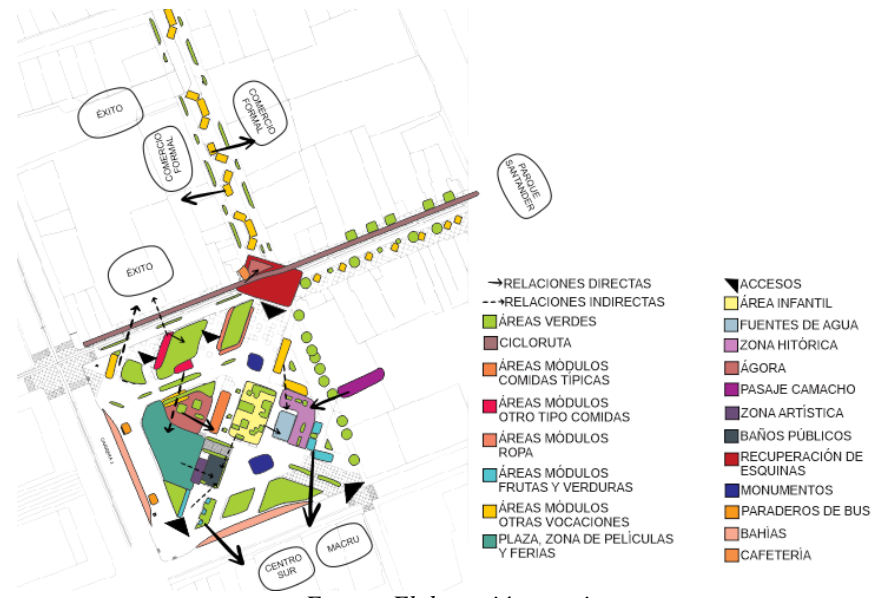 ÉXITO
COMERCIO
FORMAL
COMERCIO
FORMAL
PARQUE
SANTANDER
ÉXITO
CENTRO
SUR
MACRU
→RELACIONES DIRECTAS
RELACIONES INDIRECTAS
ÁREAS VERDES
CICLORUTA
ÁREAS MÓDULOS
COMIDAS TÍPICAS
ÁREAS MÓDULOS
OTRO TIPO COMIDAS
ÁREAS MÓDULOS
ROPA
ÁREAS MÓDULOS
FRUTAS Y VERDURAS
ÁREAS MÓDULOS
OTRAS VOCACIONES
PLAZA, ZONA DE PELÌCULAS
Y FERIAS
ACCESOS
ÁREA INFANTIL
FUENTES DE AGUA
ZONA HITÓRICA
ÁGORA
PASAJE CAMACHO
ZONA ARTÍSTICA
BAÑOS PÚBLICOS
RECUPERACIÓN DE
ESQUINAS
MONUMENTOS
PARADEROS DE BUS
BAHÌAS
CAFETERÌA